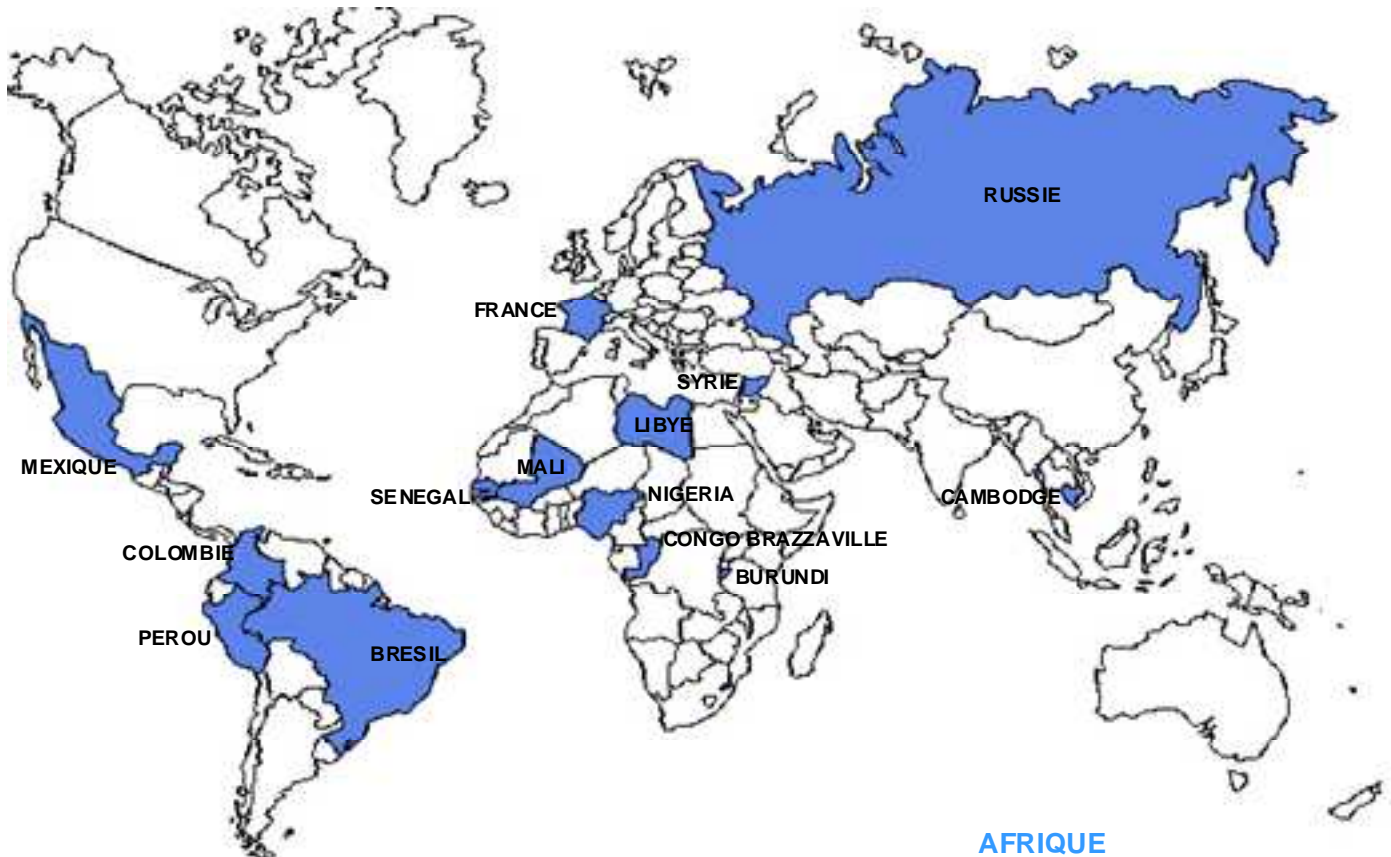 RUSSIE
FRANCE
SYRIE
LIBYE
MEXIQUE
MALI
SENEGAL
NIGERIA
CAMBODGE
CONGO BRAZZAVILLE
COLOMBIE
BURUNDI
PEROU
BRESIL
AFRIQUE